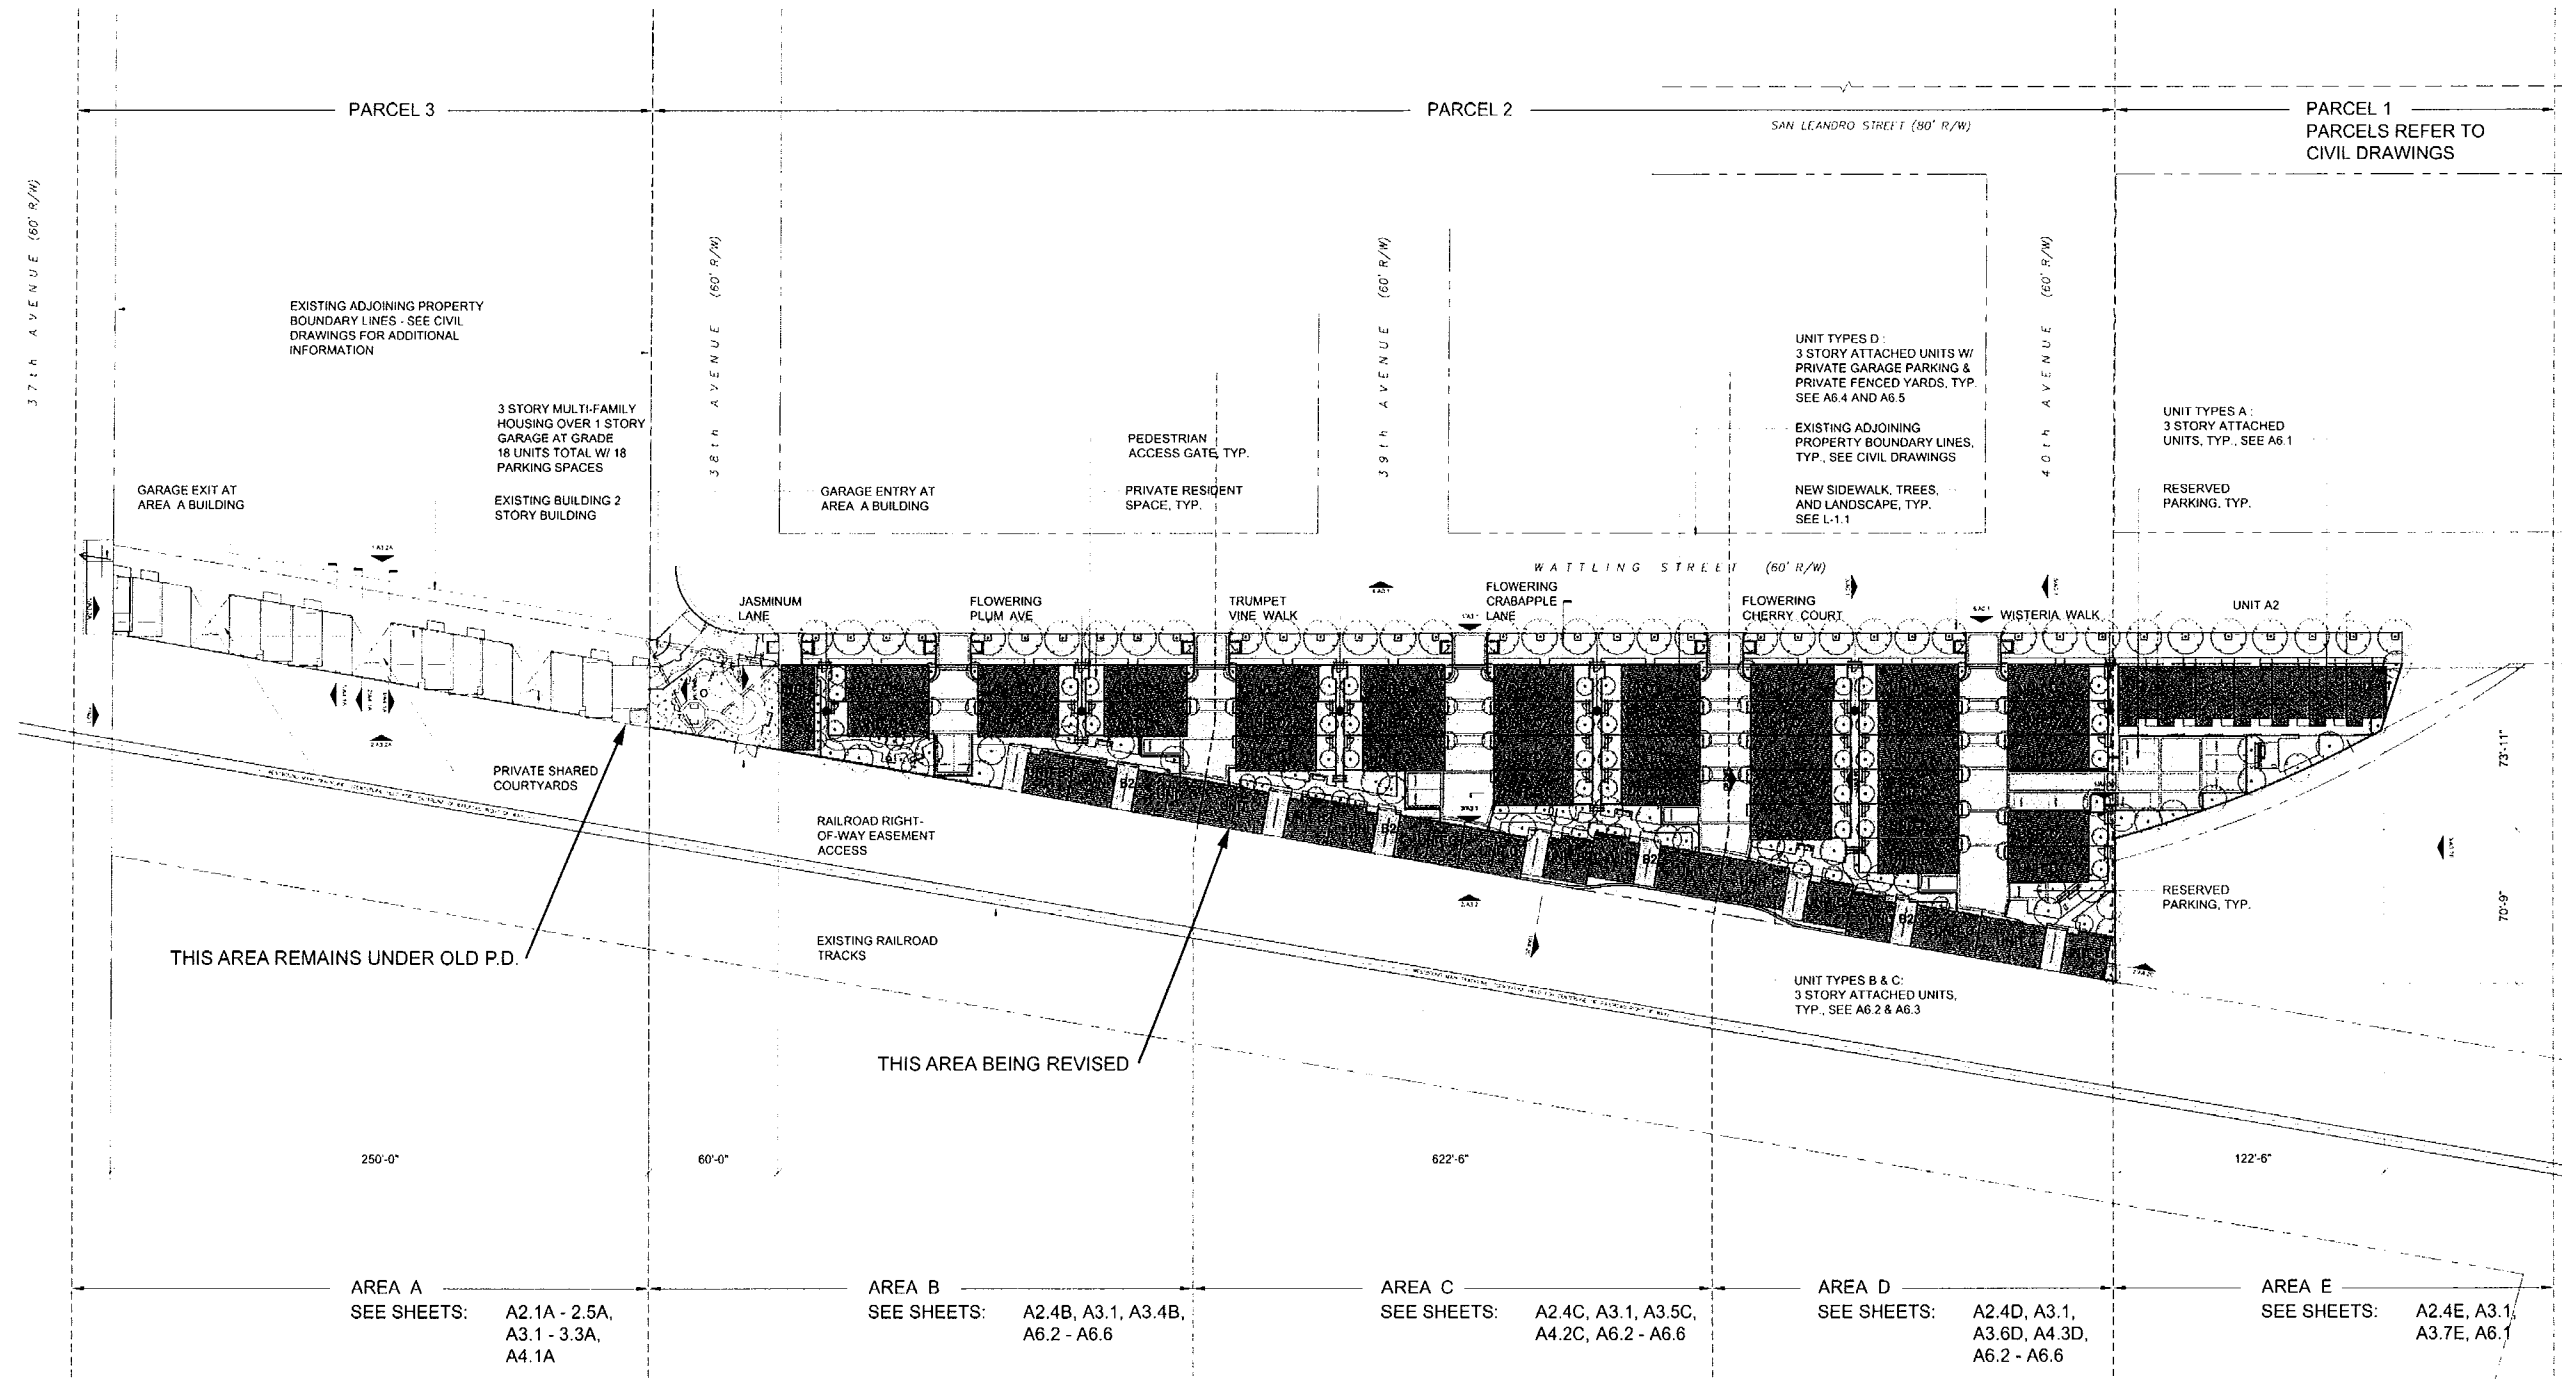 PARCEL 3
PARCEL 2
PARCEL 1
PARCELS REFER TO
CIVIL DRAWINGS
SAN LEANDRO STREET (80' R/W)
37th AVENUE (60' R/W)
38th AVENUE (60' R/W)
39th AVENUE (60' R/W)
40th AVENUE (60' R/W)
EXISTING ADJOINING PROPERTY
BOUNDARY LINES - SEE CIVIL
DRAWINGS FOR ADDITIONAL
INFORMATION
3 STORY MULTI-FAMILY
HOUSING OVER 1 STORY
GARAGE AT GRADE
18 UNITS TOTAL W/ 18
PARKING SPACES
EXISTING BUILDING 2
STORY BUILDING
GARAGE EXIT AT
AREA A BUILDING
GARAGE ENTRY AT
AREA A BUILDING
PEDESTRIAN
ACCESS GATE, TYP.
PRIVATE RESIDENT
SPACE, TYP.
UNIT TYPES D :
3 STORY ATTACHED UNITS W/
PRIVATE GARAGE PARKING &
PRIVATE FENCED YARDS, TYP.
SEE A6.4 AND A6.5
EXISTING ADJOINING
PROPERTY BOUNDARY LINES,
TYP., SEE CIVIL DRAWINGS
NEW SIDEWALK, TREES,
AND LANDSCAPE, TYP.
SEE L-1.1
UNIT TYPES A :
3 STORY ATTACHED
UNITS, TYP., SEE A6.1
RESERVED
PARKING, TYP.
WATTLING STREET (60' R/W)
JASMINUM
LANE
FLOWERING
PLUM AVE
TRUMPET
VINE WALK
FLOWERING
CRABAPPLE
LANE
FLOWERING
CHERRY COURT
WISTERIA WALK
UNIT A2
B2
B2
B2
B2
PRIVATE SHARED
COURTYARDS
RAILROAD RIGHT-
OF-WAY EASEMENT
ACCESS
EXISTING RAILROAD
TRACKS
73'-11"
70'-9"
RESERVED
PARKING, TYP.
UNIT TYPES B & C:
3 STORY ATTACHED UNITS,
TYP., SEE A6.2 & A6.3
THIS AREA REMAINS UNDER OLD P.D.
THIS AREA BEING REVISED
250'-0"
60'-0"
622'-6"
122'-6"
AREA A
SEE SHEETS: A2.1A - 2.5A,
A3.1 - 3.3A,
A4.1A
AREA B
SEE SHEETS: A2.4B, A3.1, A3.4B,
A6.2 - A6.6
AREA C
SEE SHEETS: A2.4C, A3.1, A3.5C,
A4.2C, A6.2 - A6.6
AREA D
SEE SHEETS: A2.4D, A3.1,
A3.6D, A4.3D,
A6.2 - A6.6
AREA E
SEE SHEETS: A2.4E, A3.1,
A3.7E, A6.1